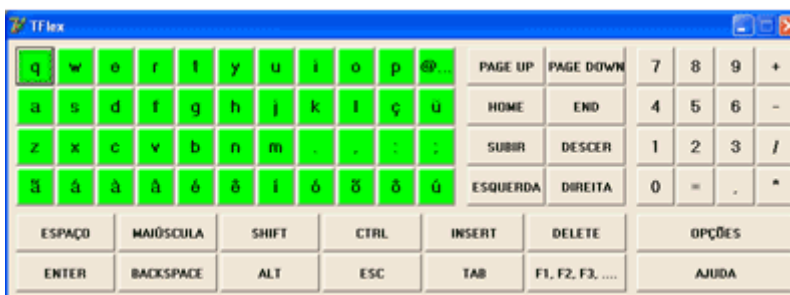 TFlex
q w e r t y u i o p @... PAGE UP PAGE DOWN 7 8 9 +
a s d f g h j k l ç ü HOME END 4 5 6 -
z x c v b n m . , : ; SUBIR DESCER 1 2 3 /
ã á à â é ê í ó õ ô ú ESQUERDA DIREITA 0 = . *
ESPAÇO MAIÚSCULA SHIFT CTRL INSERT DELETE OPÇÕES
ENTER BACKSPACE ALT ESC TAB F1, F2, F3, .... AJUDA